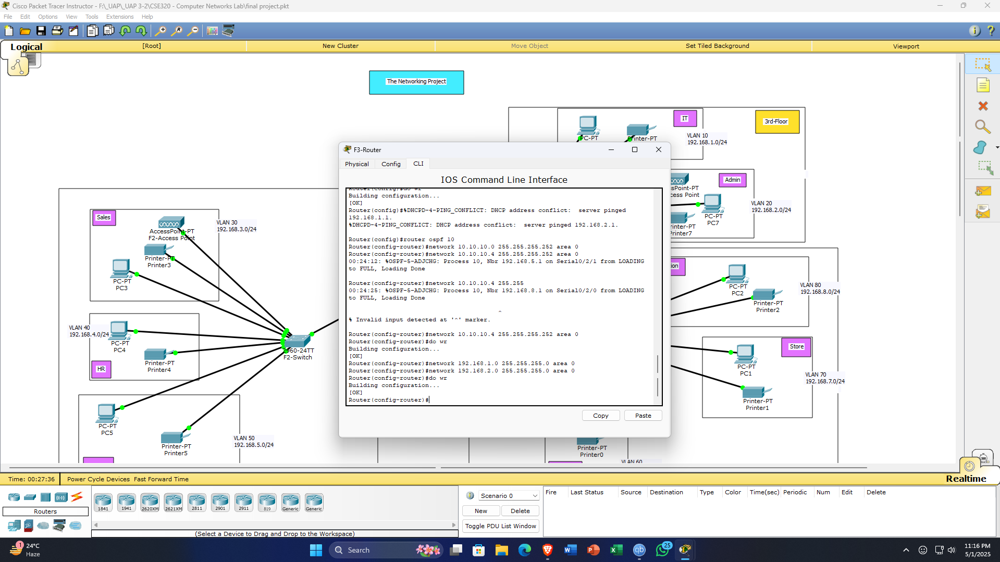 Cisco Packet Tracer Instructor - F:\_UAP\_UAP 3-2\CSE320 - Computer Networks Lab\final project.pkt
File Edit Options View Tools Extensions Help
Logical [Root] New Cluster Move Object Set Tiled Background Viewport
The Networking Project
IT
3rd-Floor
PC-PT
Printer-PT
VLAN 10
192.168.1.0/24
F3-Router
Physical Config CLI
IOS Command Line Interface
Router(config)#do wr
Building configuration...
[OK]
Router(config)#%DHCPD-4-PING_CONFLICT: DHCP address conflict:  server pinged
192.168.1.1.
%DHCPD-4-PING_CONFLICT: DHCP address conflict:  server pinged 192.168.2.1.
Router(config)#router ospf 10
Router(config-router)#network 10.10.10.0 255.255.255.252 area 0
Router(config-router)#network 10.10.10.4 255.255.255.252 area 0
00:24:12: %OSPF-5-ADJCHG: Process 10, Nbr 192.168.5.1 on Serial0/2/1 from LOADING
to FULL, Loading Done
Router(config-router)#network 10.10.10.4 255.255
00:24:25: %OSPF-5-ADJCHG: Process 10, Nbr 192.168.8.1 on Serial0/2/0 from LOADING
to FULL, Loading Done
^
% Invalid input detected at '^' marker.
Router(config-router)#network 10.10.10.4 255.255.255.252 area 0
Router(config-router)#do wr
Building configuration...
[OK]
Router(config-router)#network 192.168.1.0 255.255.255.0 area 0
Router(config-router)#network 192.168.2.0 255.255.255.0 area 0
Router(config-router)#do wr
Building configuration...
[OK]
Router(config-router)#
Copy Paste
Sales
AccessPoint-PT
F2-Access Point
VLAN 30
192.168.3.0/24
Printer-PT
Printer3
PC-PT
PC3
VLAN 40
192.168.4.0/24
PC-PT
PC4
Printer-PT
Printer4
HR
2960-24TT
F2-Switch
PC-PT
PC5
Printer-PT
Printer5
VLAN 50
192.168.5.0/24
Admin
sPoint-PT
cess Point
PC-PT
PC7
VLAN 20
192.168.2.0/24
inter-PT
rinter7
ion
PC-PT
PC2
VLAN 80
192.168.8.0/24
Printer-PT
Printer2
Store
PC-PT
PC1
VLAN 70
192.168.7.0/24
Printer-PT
Printer1
Printer-PT
Printer0
VLAN 60
Time: 00:27:36 Power Cycle Devices Fast Forward Time
Realtime
Routers
1841 1941 2620XM 2621XM 2811 2901 2911 819 Generic Generic
(Select a Device to Drag and Drop to the Workspace)
Scenario 0
New Delete
Toggle PDU List Window
Fire Last Status Source Destination Type Color Time(sec) Periodic Num Edit Delete
1
24°C
Haze
Search
25
11:16 PM
5/1/2025